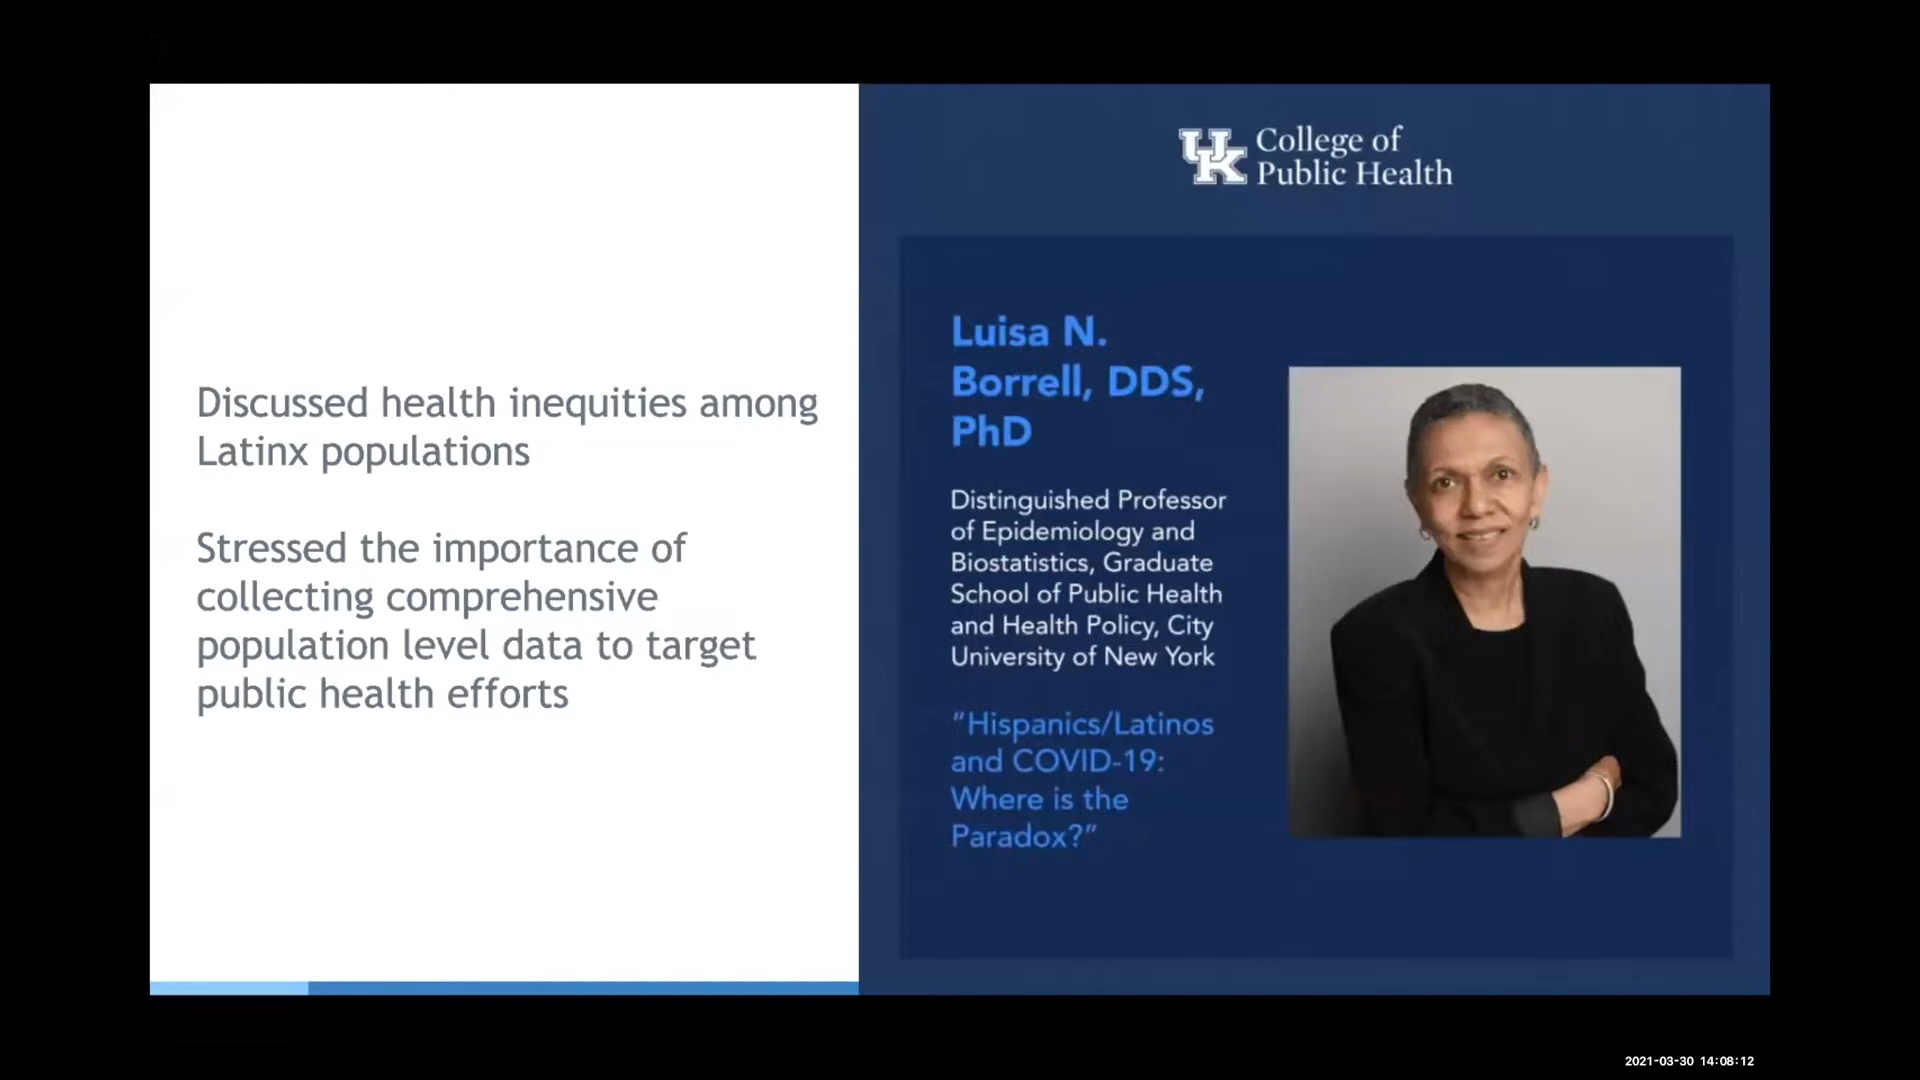 Discussed health inequities among
Latinx populations
Stressed the importance of
collecting comprehensive
population level data to target
public health efforts
UK College of
Public Health
Luisa N.
Borrell, DDS,
PhD
Distinguished Professor
of Epidemiology and
Biostatistics, Graduate
School of Public Health
and Health Policy, City
University of New York
"Hispanics/Latinos
and COVID-19:
Where is the
Paradox?"
2021-03-30 14:08:12